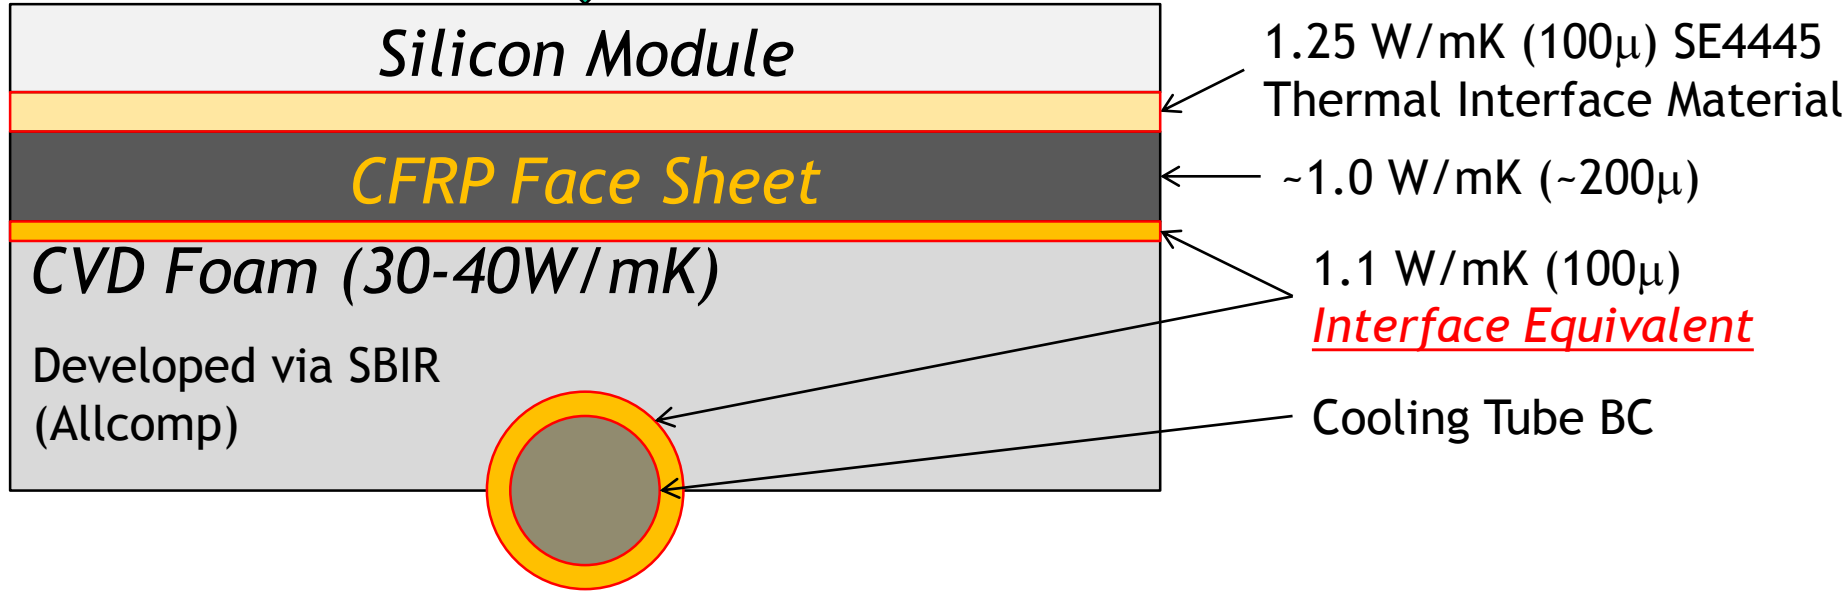 Silicon Module
CFRP Face Sheet
CVD Foam (30-40W/mK)
Developed via SBIR
(Allcomp)
1.25 W/mK (100μ) SE4445
Thermal Interface Material
~1.0 W/mK (~200μ)
1.1 W/mK (100μ)
Interface Equivalent
Cooling Tube BC